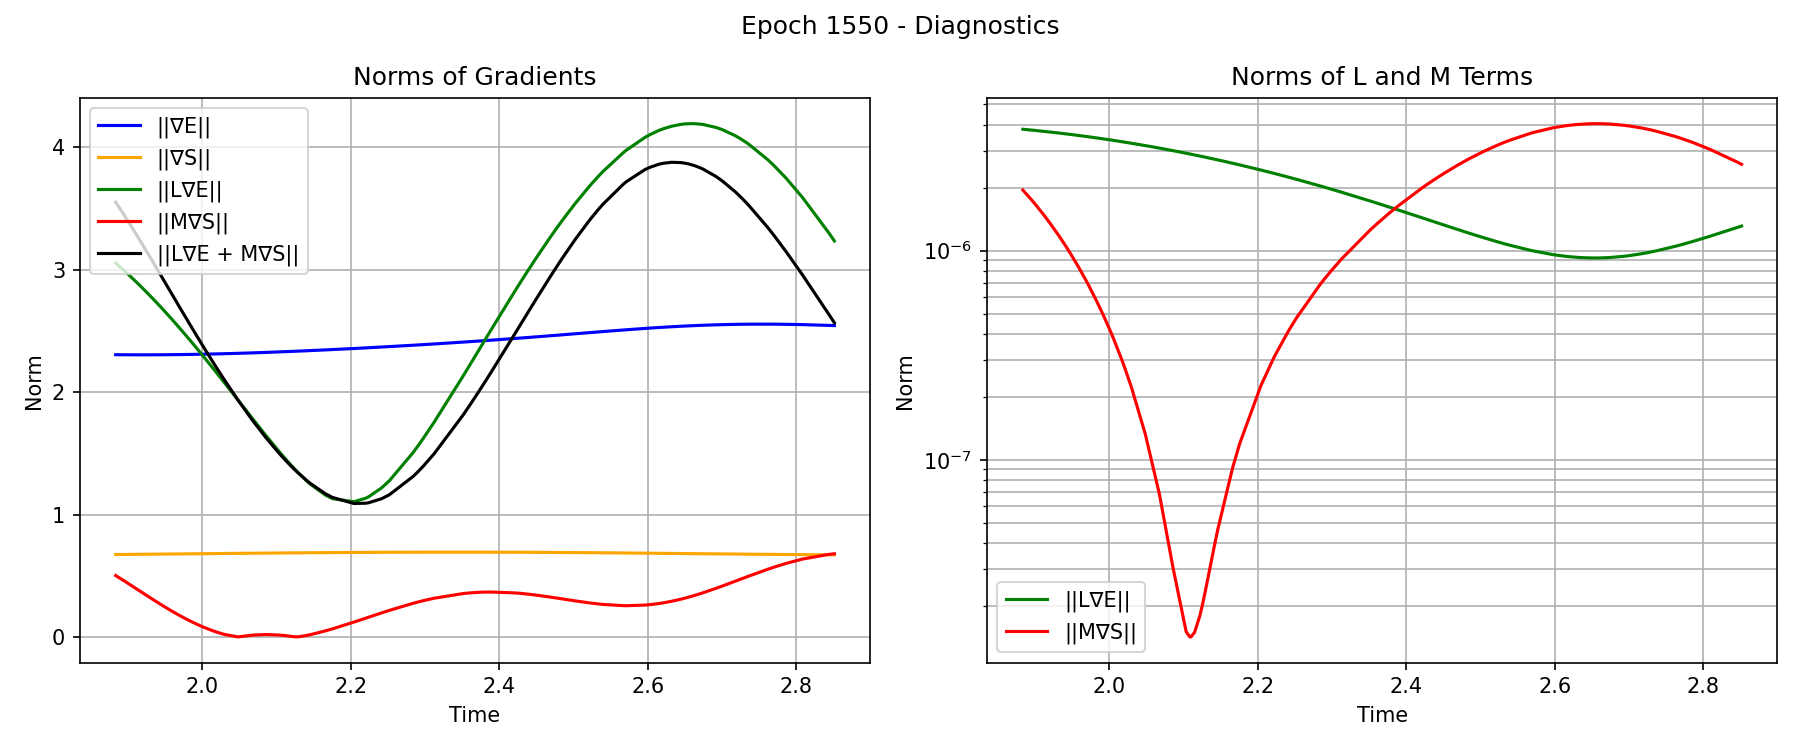 Epoch 1550 - Diagnostics
Norms of Gradients
||∇E||
||∇S||
||L∇E||
||M∇S||
||L∇E + M∇S||
4
3
2
1
0
Norm
2.0 2.2 2.4 2.6 2.8
Time
Norms of L and M Terms
10⁻⁶
10⁻⁷
Norm
||L∇E||
||M∇S||
2.0 2.2 2.4 2.6 2.8
Time